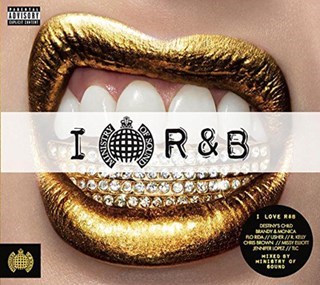 PARENTAL
ADVISORY
EXPLICIT CONTENT
I MINISTRY OF SOUND R&B
I LOVE R&B
DESTINY'S CHILD
BRANDY & MONICA
FLO RIDA // USHER // R. KELLY
CHRIS BROWN // MISSY ELLIOTT
JENNIFER LOPEZ // TLC
MIXED BY
MINISTRY OF
SOUND